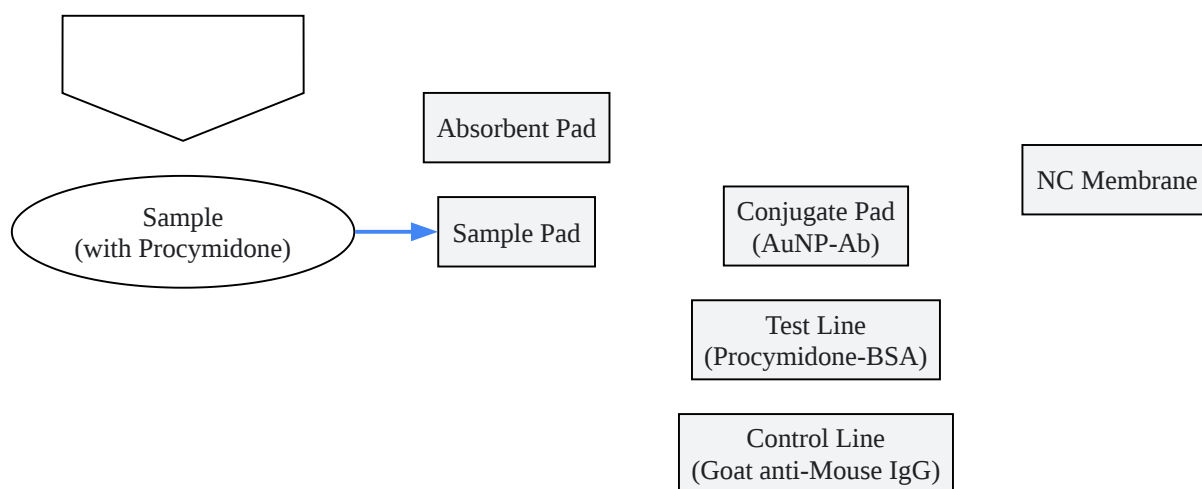 Absorbent Pad
NC Membrane
Sample
(with Procymidone)
Sample Pad
Conjugate Pad
(AuNP-Ab)
Test Line
(Procymidone-BSA)
Control Line
(Goat anti-Mouse IgG)